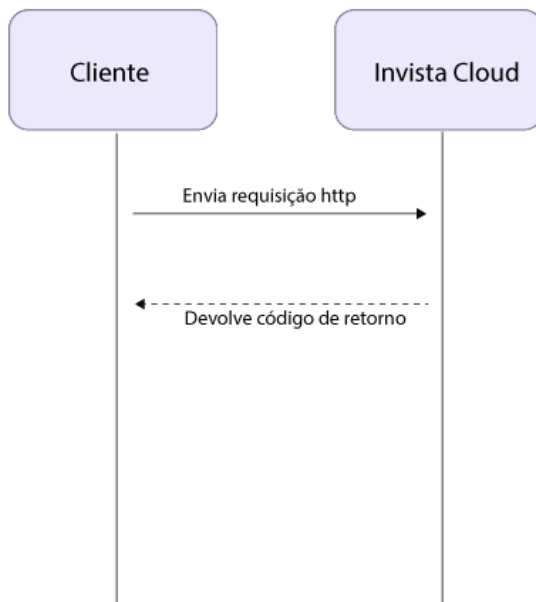 Cliente
Invista Cloud
Envia requisição http
Devolve código de retorno